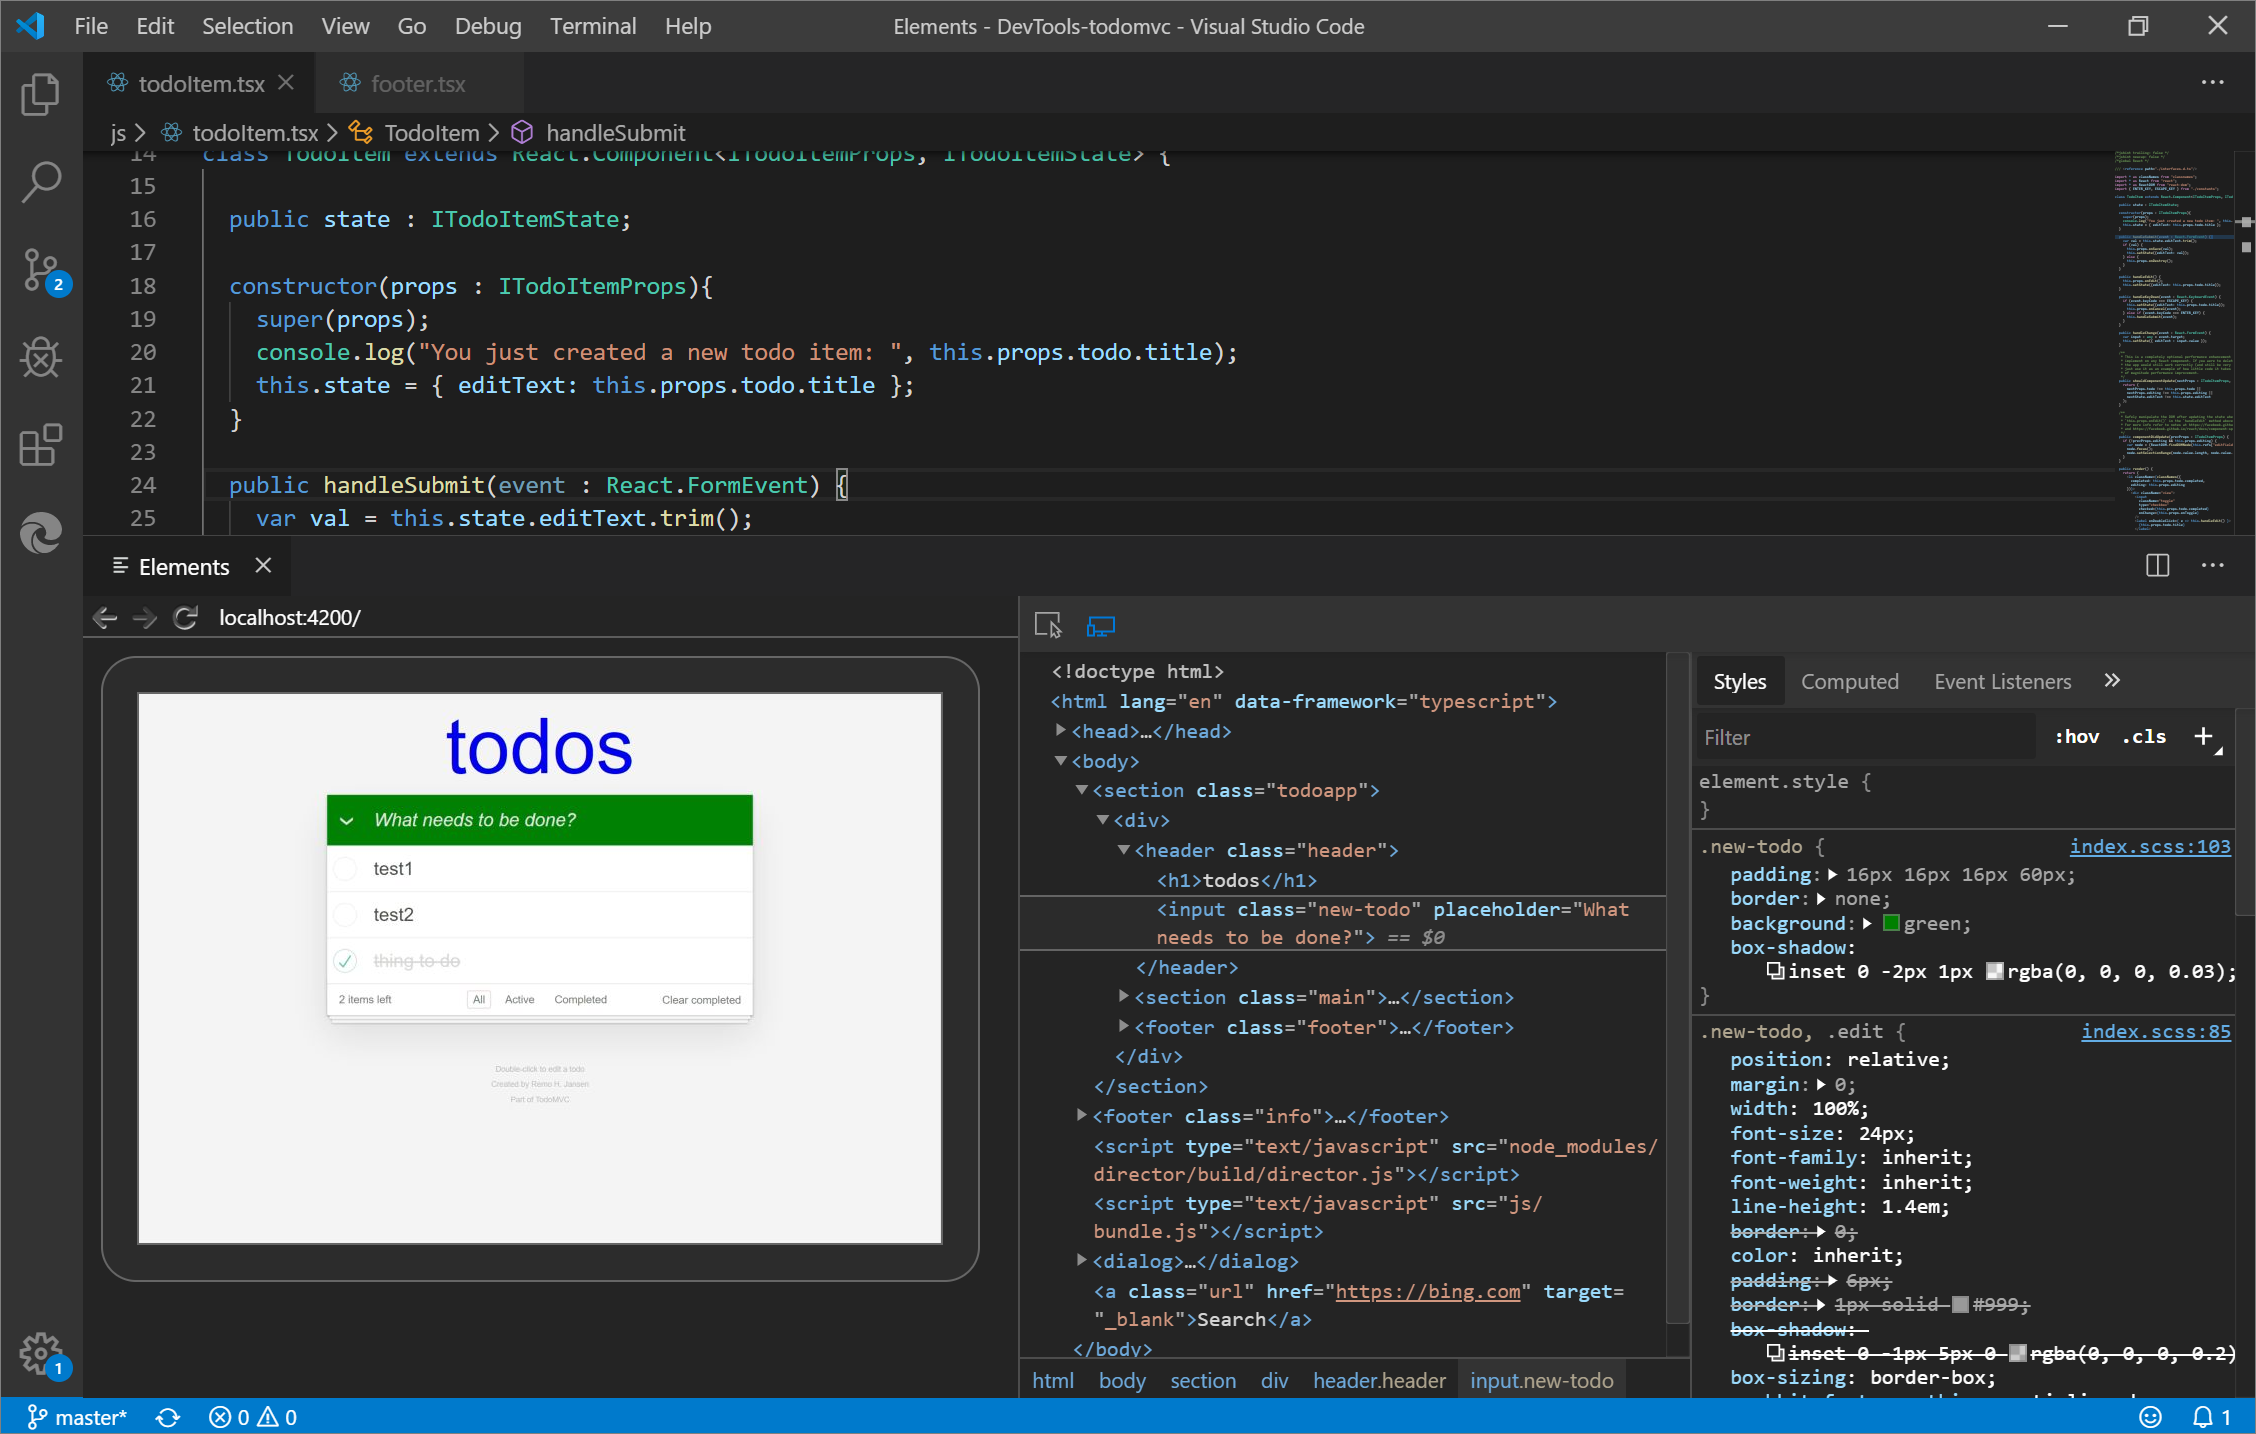 File Edit Selection View Go Debug Terminal Help
Elements - DevTools-todomvc - Visual Studio Code
todoItem.tsx
footer.tsx
js > todoItem.tsx > TodoItem > handleSubmit
14 class TodoItem extends React.Component<ITodoItemProps, ITodoItemState> {
15
16 public state : ITodoItemState;
17
18 constructor(props : ITodoItemProps){
19 super(props);
20 console.log("You just created a new todo item: ", this.props.todo.title);
21 this.state = { editText: this.props.todo.title };
22 }
23
24 public handleSubmit(event : React.FormEvent) {
25 var val = this.state.editText.trim();
2
Elements
localhost:4200/
todos
What needs to be done?
test1
test2
thing to do
2 items left All Active Completed Clear completed
Double-click to edit a todo
Created by Remo H. Jansen
Part of TodoMVC
<!doctype html>
<html lang="en" data-framework="typescript">
<head>…</head>
<body>
<section class="todoapp">
<div>
<header class="header">
<h1>todos</h1>
<input class="new-todo" placeholder="What
needs to be done?"> == $0
</header>
<section class="main">…</section>
<footer class="footer">…</footer>
</div>
</section>
<footer class="info">…</footer>
<script type="text/javascript" src="node_modules/
director/build/director.js"></script>
<script type="text/javascript" src="js/
bundle.js"></script>
<dialog>…</dialog>
<a class="url" href="https://bing.com" target=
"_blank">Search</a>
</body>
html body section div header.header input.new-todo
Styles Computed Event Listeners
Filter :hov .cls +
element.style {
}
.new-todo { index.scss:103
padding: 16px 16px 16px 60px;
border: none;
background: green;
box-shadow:
inset 0 -2px 1px rgba(0, 0, 0, 0.03);
}
.new-todo, .edit { index.scss:85
position: relative;
margin: 0;
width: 100%;
font-size: 24px;
font-family: inherit;
font-weight: inherit;
line-height: 1.4em;
border: 0;
color: inherit;
padding: 6px;
border: 1px solid #999;
box-shadow:
inset 0 -1px 5px 0 rgba(0, 0, 0, 0.2)
box-sizing: border-box;
1
master* 0 0 1